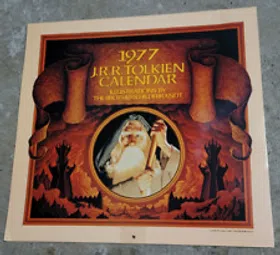 1977
J.R.R. TOLKIEN
CALENDAR
ILLUSTRATIONS BY
THE BROTHERS HILDEBRANDT